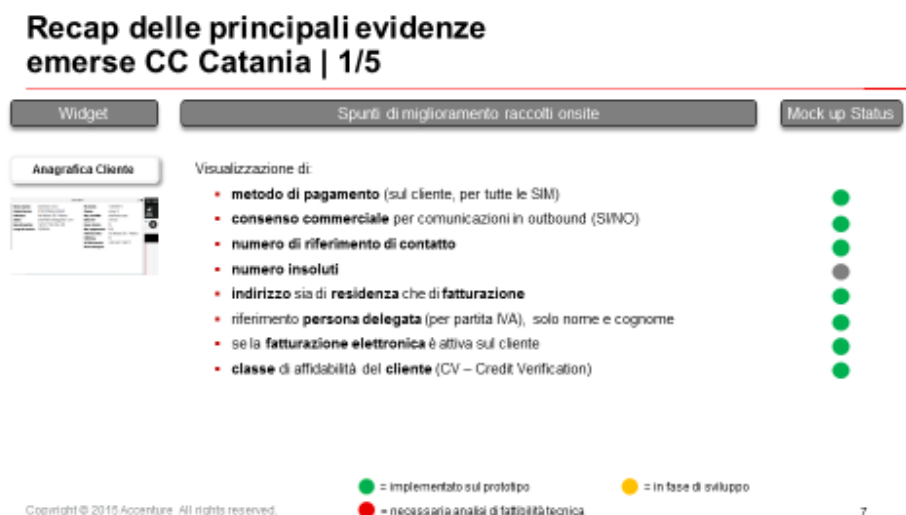 Recap delle principali evidenze
emerse CC Catania | 1/5
Widget
Spunti di miglioramento raccolti onsite
Mock up Status
Anagrafica Cliente
Visualizzazione di:
metodo di pagamento (sul cliente, per tutte le SIM)
consenso commerciale per comunicazioni in outbound (SI/NO)
numero di riferimento di contatto
numero insoluti
indirizzo sia di residenza che di fatturazione
riferimento persona delegata (per partita IVA), solo nome e cognome
se la fatturazione elettronica è attiva sul cliente
classe di affidabilità del cliente (CV – Credit Verification)
= implementato sul prototipo
= in fase di sviluppo
= necessaria analisi di fattibilità tecnica
Copyright © 2015 Accenture All rights reserved.
7